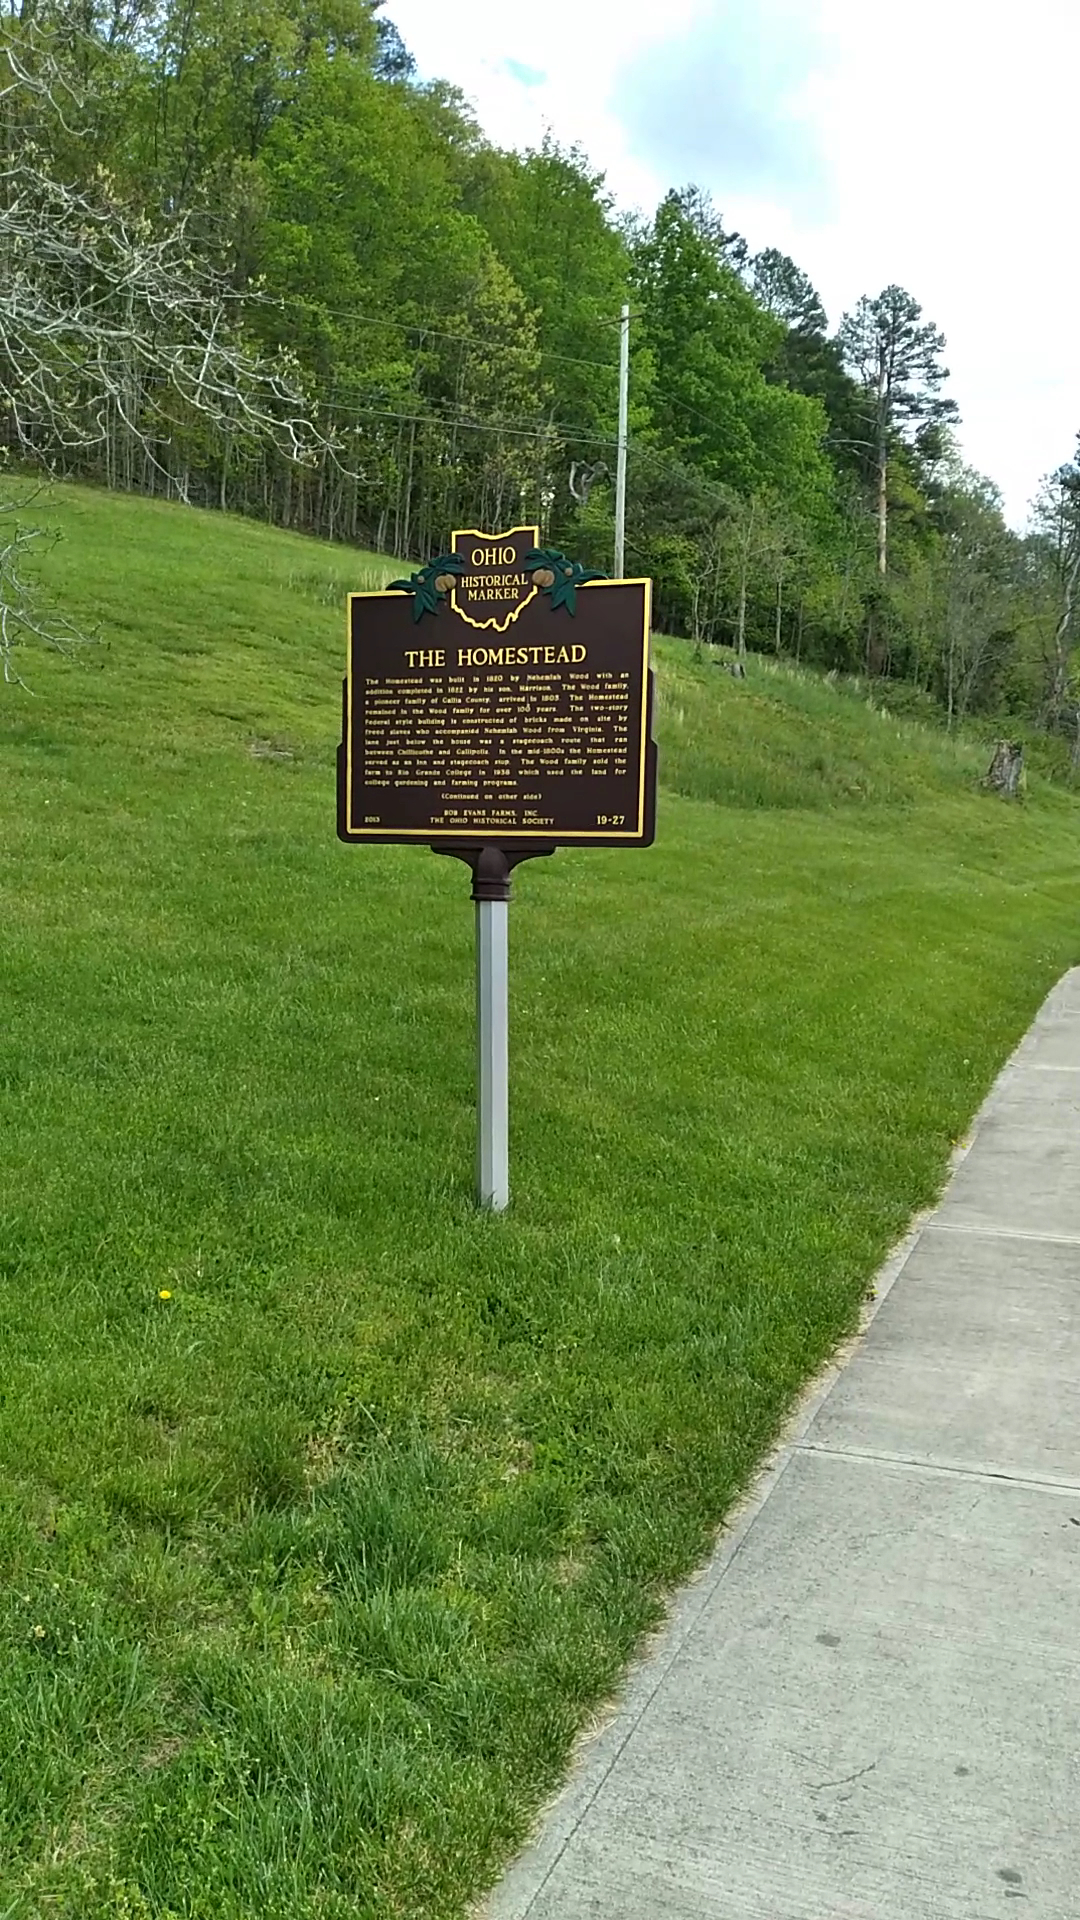 OHIO
HISTORICAL
MARKER
THE HOMESTEAD
The Homestead was built in 1820 by Nehemiah Wood with an
addition completed in 1822 by his son, Harrison. The Wood family,
a pioneer family of Gallia County, arrived in 1803. The Homestead
remained in the Wood family for over 100 years. The two-story
Federal style building is constructed of bricks made on site by
freed slaves who accompanied Nehemiah Wood from Virginia. The
lane just below the house was a stagecoach route that ran
between Chillicothe and Gallipolis. In the mid-1800s the Homestead
served as an inn and stagecoach stop. The Wood family sold the
farm to Rio Grande College in 1938 which used the land for
college gardening and farming programs.
(Continued on other side)
BOB EVANS FARMS, INC.
2013 THE OHIO HISTORICAL SOCIETY 19-27